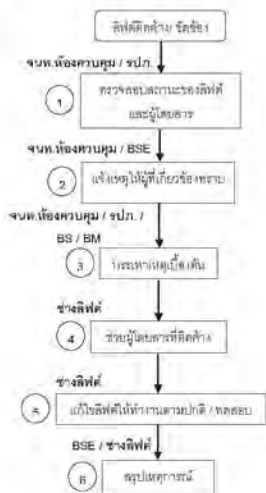 ลิฟต์ติดค้าง/ ขัดข้อง
จนท.ห้องควบคุม / รปภ.
1
ตรวจสอบสถานะของลิฟต์
และผู้โดยสาร
จนท.ห้องควบคุม / BSE
2
แจ้งเหตุให้ผู้ที่เกี่ยวข้องทราบ
จนท.ห้องควบคุม / รปภ. /
BS / BM
3
บรรเทาเหตุเบื้องต้น
ช่างลิฟต์
4
ช่วยผู้โดยสารที่ติดค้าง
ช่างลิฟต์
5
แก้ไขลิฟต์ให้ทำงานตามปกติ / ทดสอบ
BSE / ช่างลิฟต์
6
สรุปเหตุการณ์